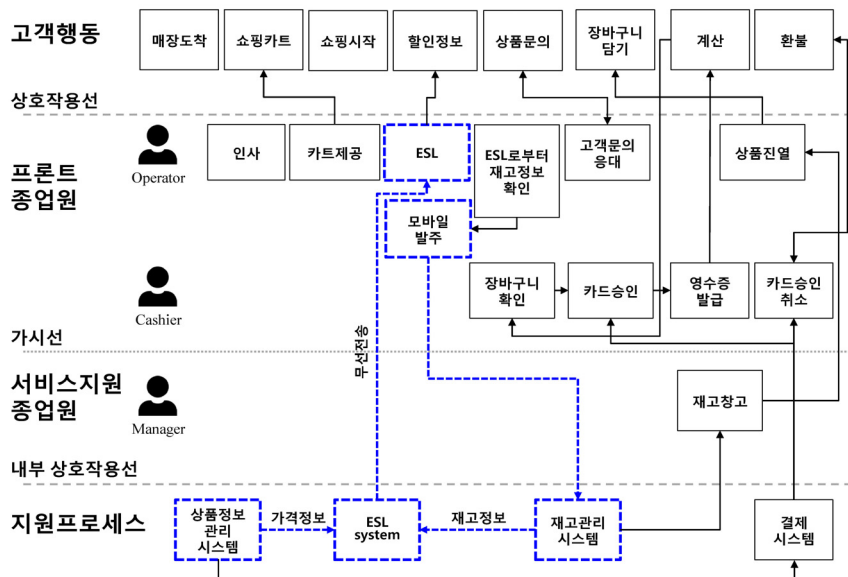 고객행동
매장도착
쇼핑카트
쇼핑시작
할인정보
상품문의
장바구니
담기
계산
환불
상호작용선
프론트
종업원
Operator
인사
카트제공
ESL
ESL로부터
재고정보
확인
고객문의
응대
상품진열
모바일
발주
Cashier
장바구니
확인
카드승인
영수증
발급
카드승인
취소
가시선
무선전송
서비스지원
종업원
Manager
재고창고
내부 상호작용선
지원프로세스
상품정보
관리
시스템
가격정보
ESL
system
재고정보
재고관리
시스템
결제
시스템